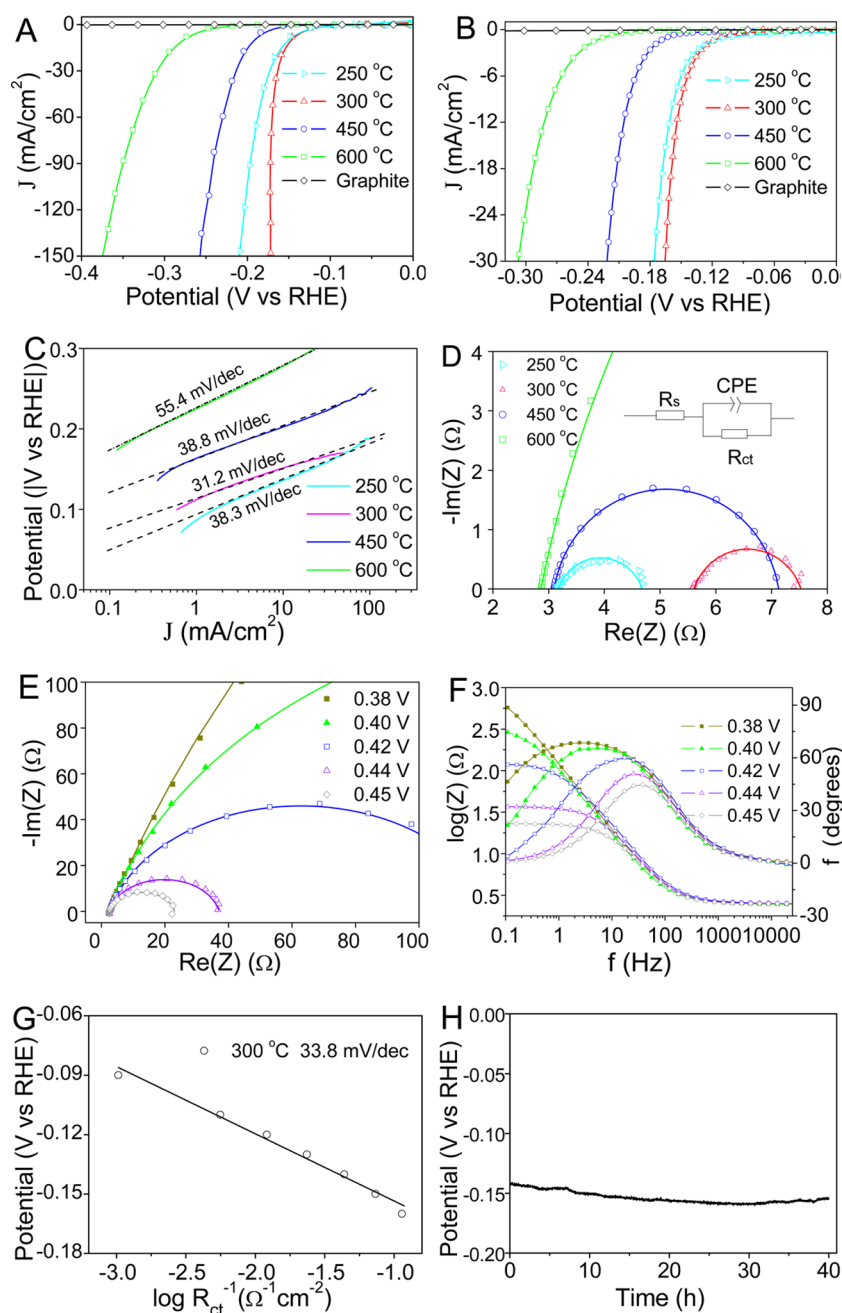 A
0
-30
-60
-90
-120
-150
J (mA/cm²)
250 °C
300 °C
450 °C
600 °C
Graphite
-0.4 -0.3 -0.2 -0.1 0.0
Potential (V vs RHE)
B
0
-6
-12
-18
-24
-30
J (mA/cm²)
250 °C
300 °C
450 °C
600 °C
Graphite
-0.30 -0.24 -0.18 -0.12 -0.06 0.00
Potential (V vs RHE)
C
0.3
0.2
0.1
0.0
Potential (|V vs RHE|)
55.4 mV/dec
38.8 mV/dec
31.2 mV/dec
38.3 mV/dec
250 °C
300 °C
450 °C
600 °C
0.1 1 10 100
J (mA/cm²)
D
-4
-3
-2
-1
0
-Im(Z) (Ω)
250 °C
300 °C
450 °C
600 °C
Rs
CPE
Rct
2 3 4 5 6 7 8
Re(Z) (Ω)
E
100
80
60
40
20
0
-Im(Z) (Ω)
0.38 V
0.40 V
0.42 V
0.44 V
0.45 V
0 20 40 60 80 100
Re(Z) (Ω)
F
3.0
2.5
2.0
1.5
1.0
0.5
log(Z) (Ω)
0.38 V
0.40 V
0.42 V
0.44 V
0.45 V
90
60
30
0
-30
f (degrees)
0.1 1 10 100 1000 10000
f (Hz)
G
-0.06
-0.09
-0.12
-0.15
-0.18
Potential (V vs RHE)
300 °C 33.8 mV/dec
-3.0 -2.5 -2.0 -1.5 -1.0
log Rct⁻¹(Ω⁻¹cm⁻²)
H
0.00
-0.05
-0.10
-0.15
-0.20
Potential (V vs RHE)
0 10 20 30 40
Time (h)